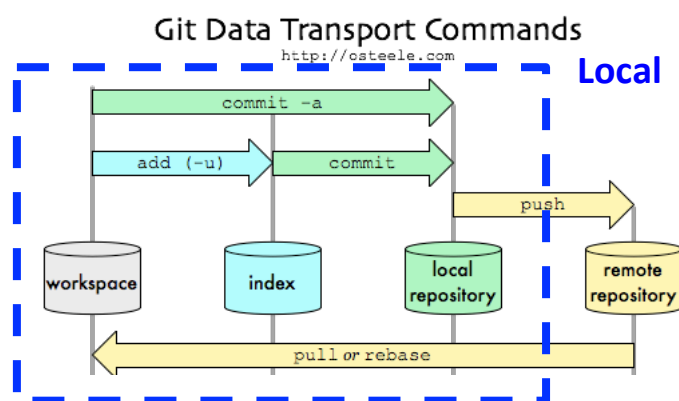 Git Data Transport Commands
http://osteele.com
Local
commit -a
add (-u)
commit
push
workspace
index
local
repository
remote
repository
pull or rebase